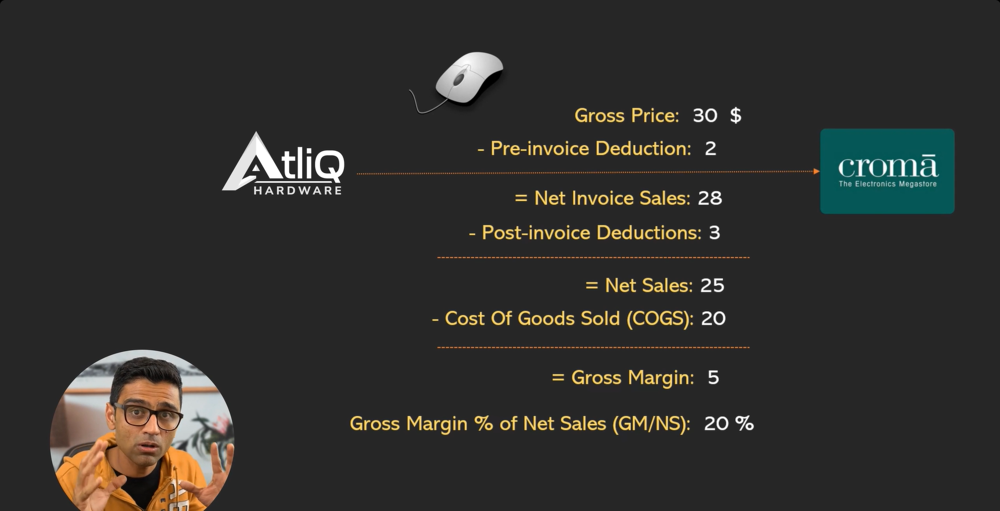 Gross Price: 30 $
- Pre-invoice Deduction: 2
AtliQ
HARDWARE
cromā
The Electronics Megastore
= Net Invoice Sales: 28
- Post-invoice Deductions: 3
= Net Sales: 25
- Cost Of Goods Sold (COGS): 20
= Gross Margin: 5
Gross Margin % of Net Sales (GM/NS): 20 %